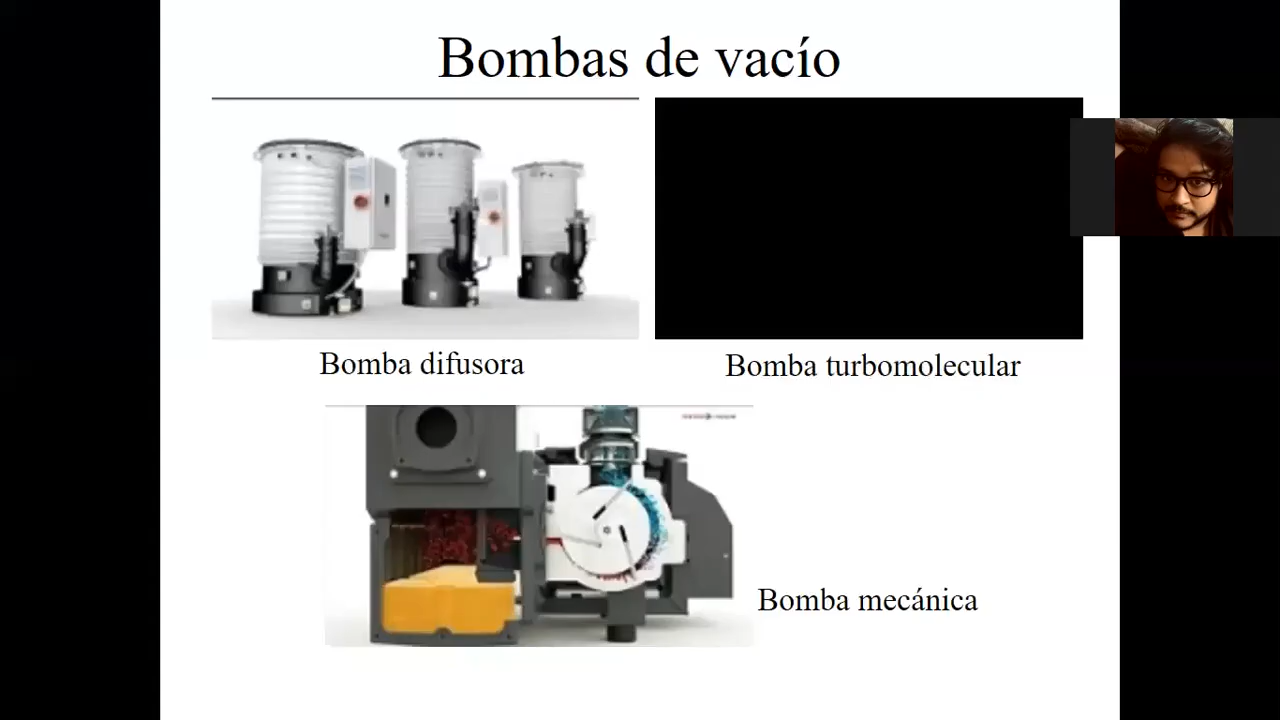 Bombas de vacío
Bomba difusora
Bomba turbomolecular
Bomba mecánica